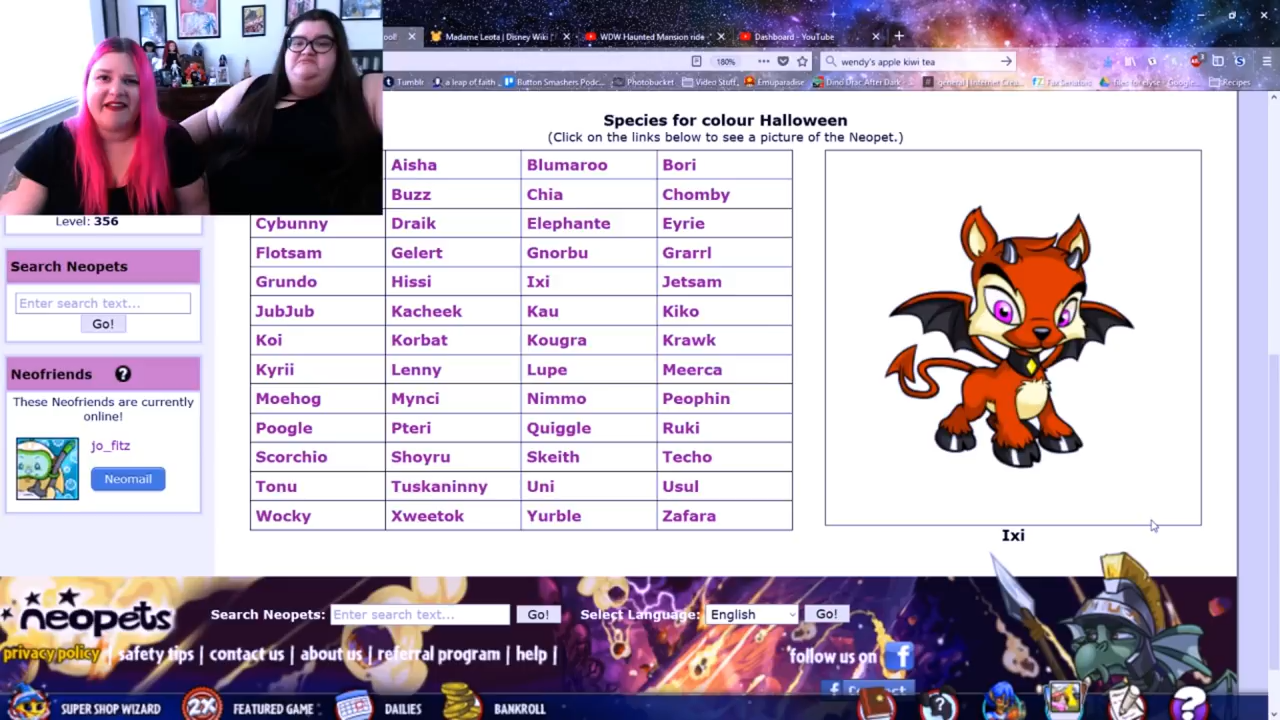 Madame Leota | Disney Wiki
WDW Haunted Mansion ride
Dashboard - YouTube
180%
wendy's apple kiwi tea
Tumblr
a leap of faith
Button Smashers Podc...
Photobucket
Video Stuff
Emuparadise
Dino Drac After Dark
Recipes
Species for colour Halloween
(Click on the links below to see a picture of the Neopet.)
Aisha Blumaroo Bori
Buzz Chia Chomby
Cybunny Draik Elephante Eyrie
Flotsam Gelert Gnorbu Grarrl
Grundo Hissi Ixi Jetsam
JubJub Kacheek Kau Kiko
Koi Korbat Kougra Krawk
Kyrii Lenny Lupe Meerca
Moehog Mynci Nimmo Peophin
Poogle Pteri Quiggle Ruki
Scorchio Shoyru Skeith Techo
Tonu Tuskaninny Uni Usul
Wocky Xweetok Yurble Zafara
Ixi
Level: 356
Search Neopets
Enter search text...
Go!
Neofriends ?
These Neofriends are currently
online!
jo_fitz
Neomail
neopets
Search Neopets: Enter search text... Go! Select Language: English Go!
privacy policy | safety tips | contact us | about us | referral program | help |
follow us on f
SUPER SHOP WIZARD 2X FEATURED GAME DAILIES BANKROLL